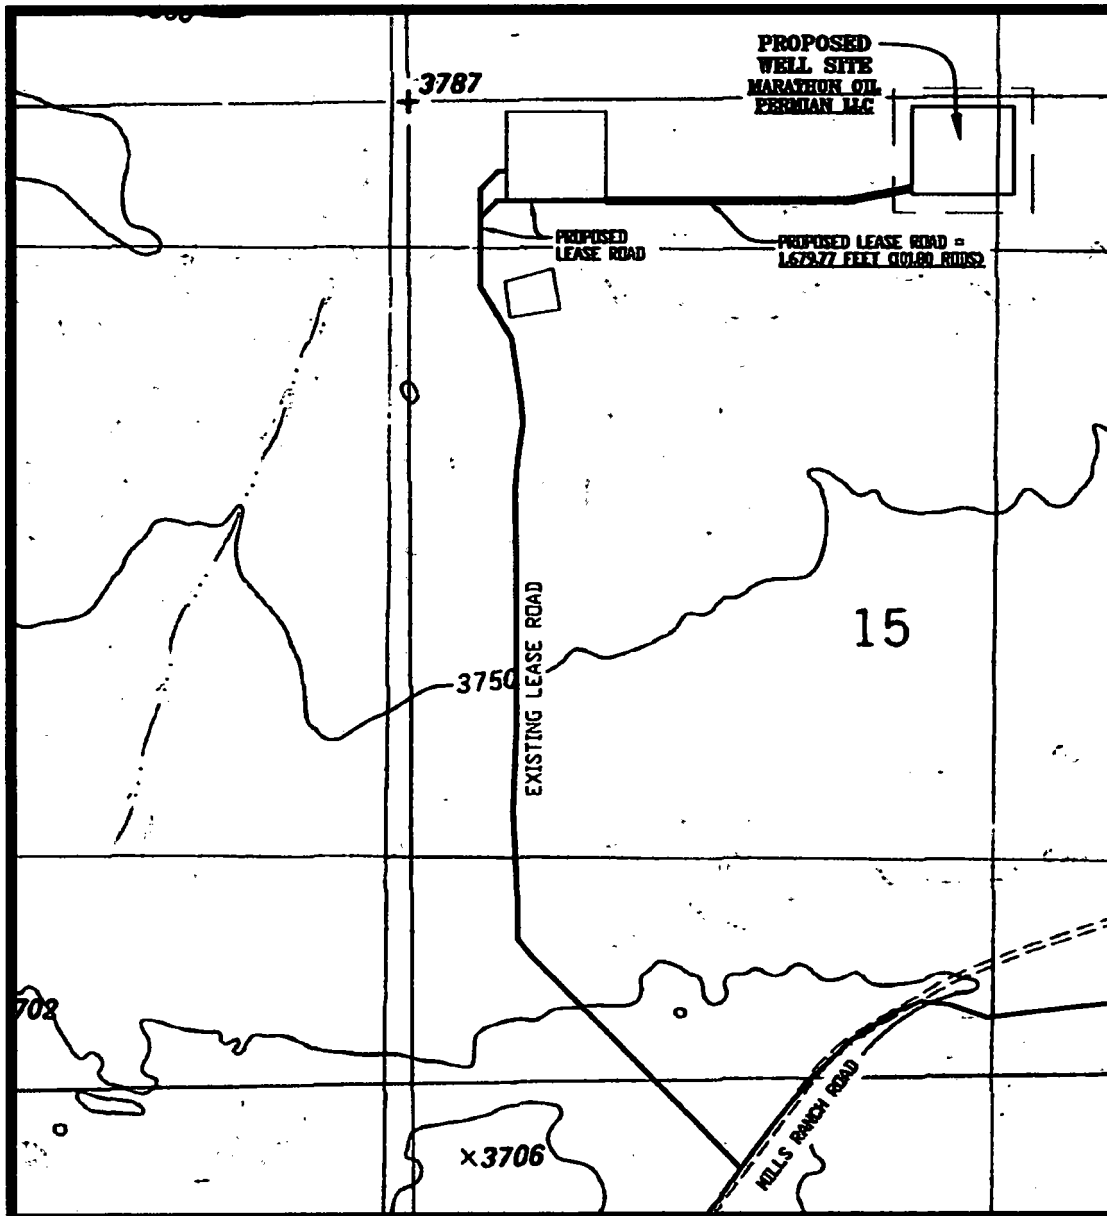 3787
PROPOSED
WELL SITE
MARATHON OIL
PERMIAN LLC
PROPOSED
LEASE ROAD
PROPOSED LEASE ROAD =
1,679.77 FEET (101.80 RODS)
15
3750
EXISTING LEASE ROAD
702
MILLS RANCH ROAD
×3706